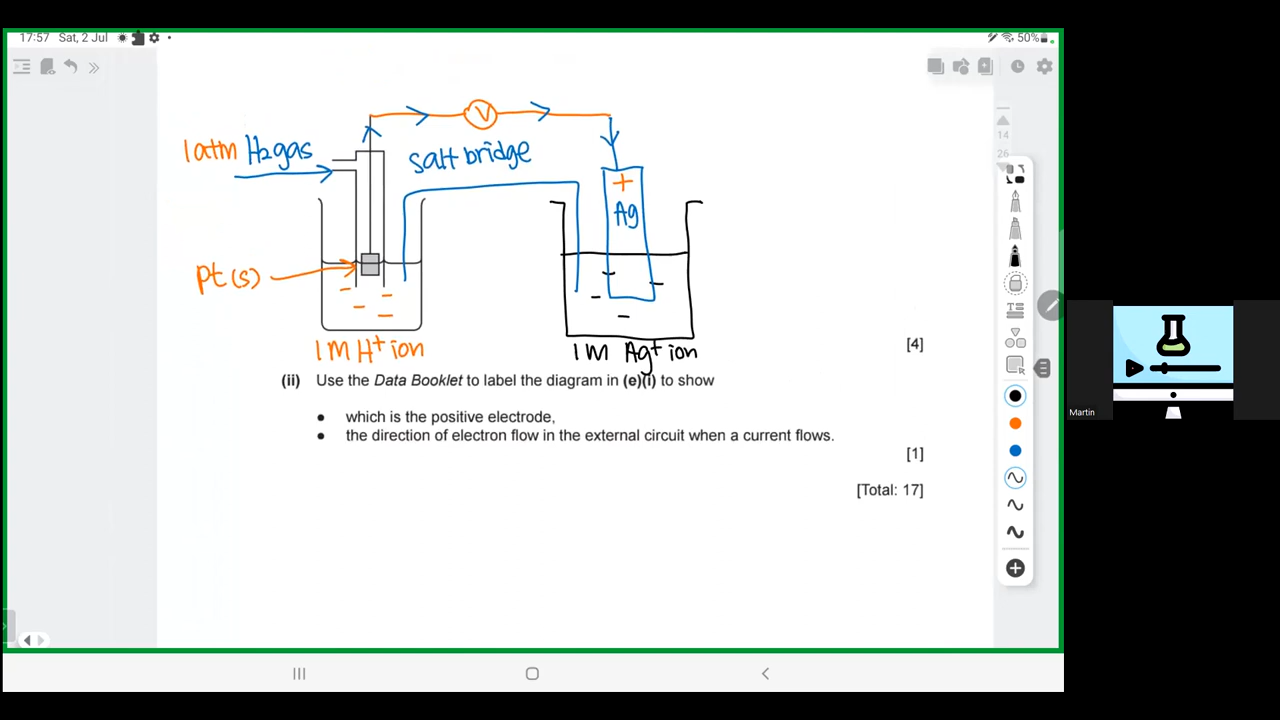 17:57 Sat, 2 Jul
50%
V
1atm H2 gas
salt bridge
+
Ag
Pt (s)
14
26
1M H+ ion
1M Ag+ ion
[4]
(ii) Use the Data Booklet to label the diagram in (e)(i) to show
• which is the positive electrode,
• the direction of electron flow in the external circuit when a current flows.
[1]
[Total: 17]
Martin